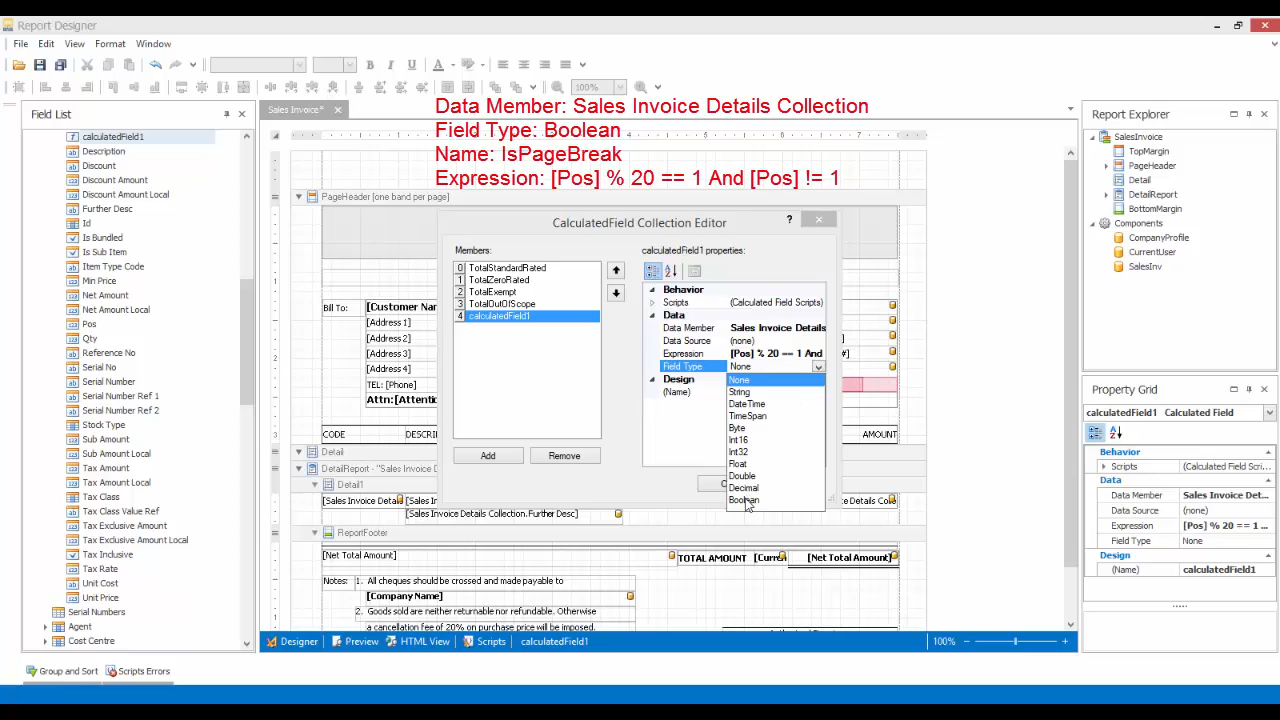 Report Designer
File Edit View Format Window
100%
Field List
Sales Invoice*
Report Explorer
Data Member: Sales Invoice Details Collection
Field Type: Boolean
Name: IsPageBreak
Expression: [Pos] % 20 == 1 And [Pos] != 1
calculatedField1
Description
Discount
Discount Amount
Discount Amount Local
Further Desc
Id
Is Bundled
Is Sub Item
Item Type Code
Min Price
Net Amount
Net Amount Local
Pos
Qty
Reference No
Serial Number
Serial Number Ref 1
Serial Number Ref 2
Stock Type
Sub Amount
Sub Amount Local
Tax Amount
Tax Amount Local
Tax Class
Tax Class Value Ref
Tax Exclusive Amount
Tax Exclusive Amount Local
Tax Inclusive
Tax Rate
Unit Cost
Unit Price
Serial Numbers
Agent
Cost Centre
Group and Sort Scripts Errors
PageHeader [one band per page]
Bill To: [Customer Na
[Address 1]
[Address 2]
[Address 3]
[Address 4]
TEL: [Phone]
Attn:[Attenti
CODE DESCRI AMOUNT
Detail
DetailReport - "Sales Invoice D
Detail1
[Sales Invoice Detail [Sales Inv
[Sales Invoice Details Collection.Further Desc]
ReportFooter
[Net Total Amount] TOTAL AMOUNT [Curren [Net Total Amount]
Notes: 1. All cheques should be crossed and made payable to
[Company Name]
2. Goods sold are neither returnable nor refundable. Otherwise
a cancellation fee of 20% on purchase price will be imposed.
Designer Preview HTML View Scripts calculatedField1
100%
CalculatedField Collection Editor
Members:
0 TotalStandardRated
1 TotalZeroRated
2 TotalExempt
3 TotalOutOfScope
4 calculatedField1
Add Remove
calculatedField1 properties:
Behavior
Scripts (Calculated Field Scripts)
Data
Data Member Sales Invoice Details
Data Source (none)
Expression [Pos] % 20 == 1 And
Field Type None
Design
(Name)
None
String
DateTime
TimeSpan
Byte
Int16
Int32
Float
Double
Decimal
Boolean
SalesInvoice
TopMargin
PageHeader
Detail
DetailReport
BottomMargin
Components
CompanyProfile
CurrentUser
SalesInv
Property Grid
calculatedField1 Calculated Field
Behavior
Scripts (Calculated Field Scri...
Data
Data Member Sales Invoice Det...
Data Source (none)
Expression [Pos] % 20 == 1 ...
Field Type None
Design
(Name) calculatedField1